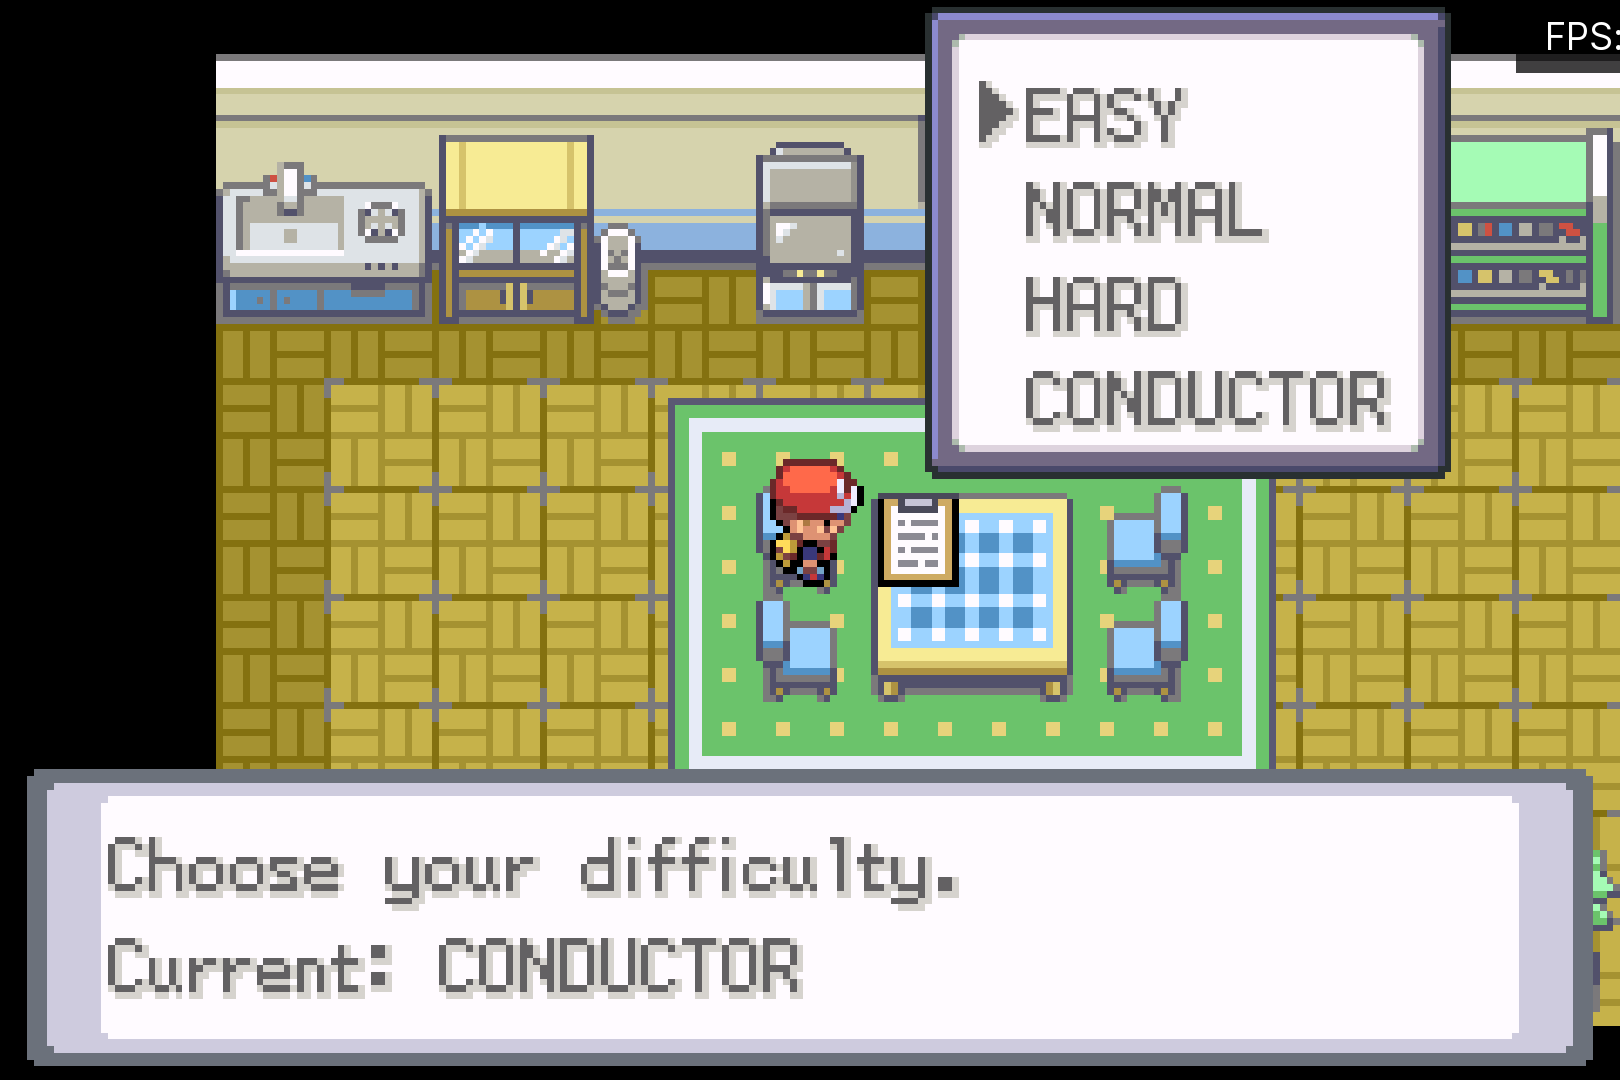 FPS:
EASY
NORMAL
HARD
CONDUCTOR
Choose your difficulty.
Current: CONDUCTOR